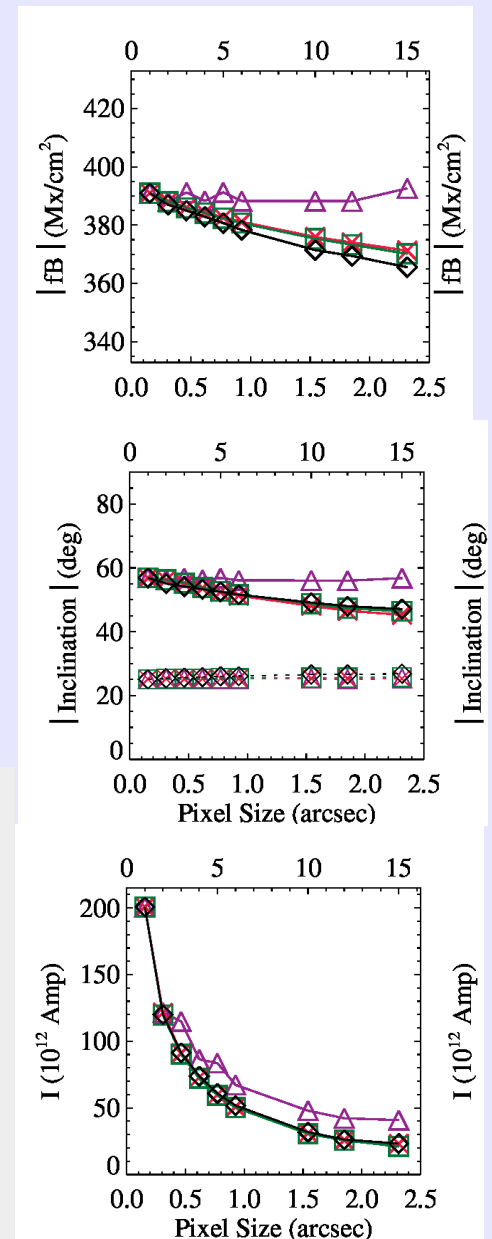 0 5 10 15
420
400
380
360
340
|fB| (Mx/cm²)
|fB| (Mx/cm²)
0.0 0.5 1.0 1.5 2.0 2.5
0 5 10 15
80
60
40
20
0
|Inclination| (deg)
|Inclination| (deg)
0.0 0.5 1.0 1.5 2.0 2.5
Pixel Size (arcsec)
0 5 10 15
200
150
100
50
0
I (10¹² Amp)
I (10¹² Amp)
0.0 0.5 1.0 1.5 2.0 2.5
Pixel Size (arcsec)